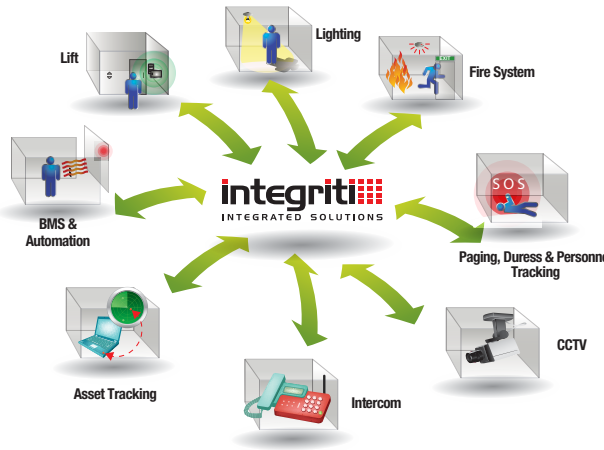 Lighting
Lift
EXIT
Fire System
integriti
INTEGRATED SOLUTIONS
SOS
BMS &
Automation
Paging, Duress & Personne
Tracking
CCTV
Asset Tracking
Intercom